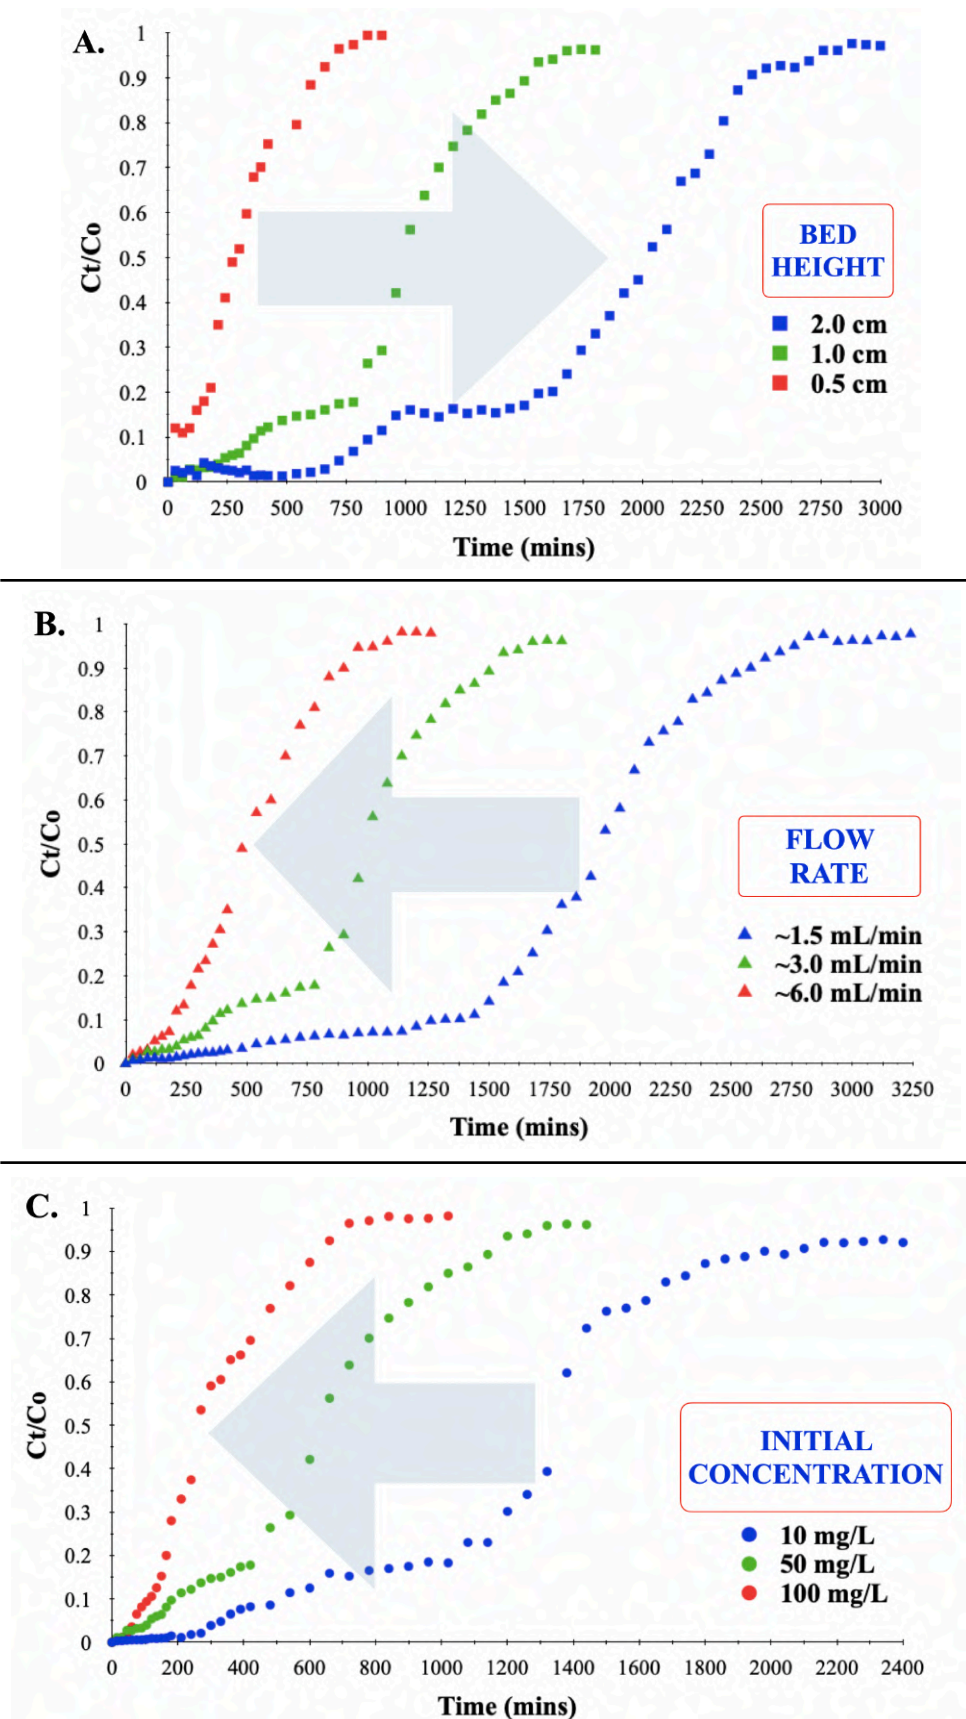 A.
1
0.9
0.8
0.7
0.6
0.5
0.4
0.3
0.2
0.1
0
Ct/Co
0 250 500 750 1000 1250 1500 1750 2000 2250 2500 2750 3000
Time (mins)
BED
HEIGHT
2.0 cm
1.0 cm
0.5 cm
B.
1
0.9
0.8
0.7
0.6
0.5
0.4
0.3
0.2
0.1
0
Ct/Co
0 250 500 750 1000 1250 1500 1750 2000 2250 2500 2750 3000 3250
Time (mins)
FLOW
RATE
~1.5 mL/min
~3.0 mL/min
~6.0 mL/min
C.
1
0.9
0.8
0.7
0.6
0.5
0.4
0.3
0.2
0.1
0
Ct/Co
0 200 400 600 800 1000 1200 1400 1600 1800 2000 2200 2400
Time (mins)
INITIAL
CONCENTRATION
10 mg/L
50 mg/L
100 mg/L